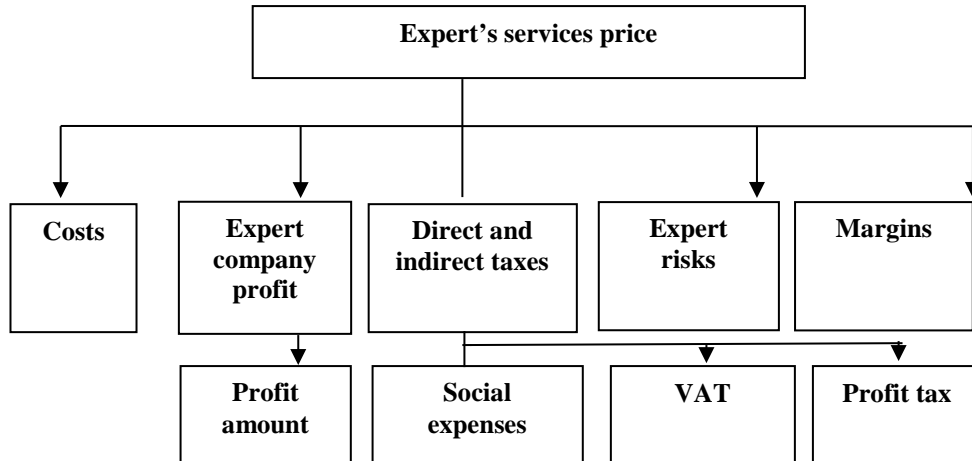 Expert’s services price
Costs
Expert
company
profit
Direct and
indirect taxes
Expert
risks
Margins
Profit
amount
Social
expenses
VAT
Profit tax